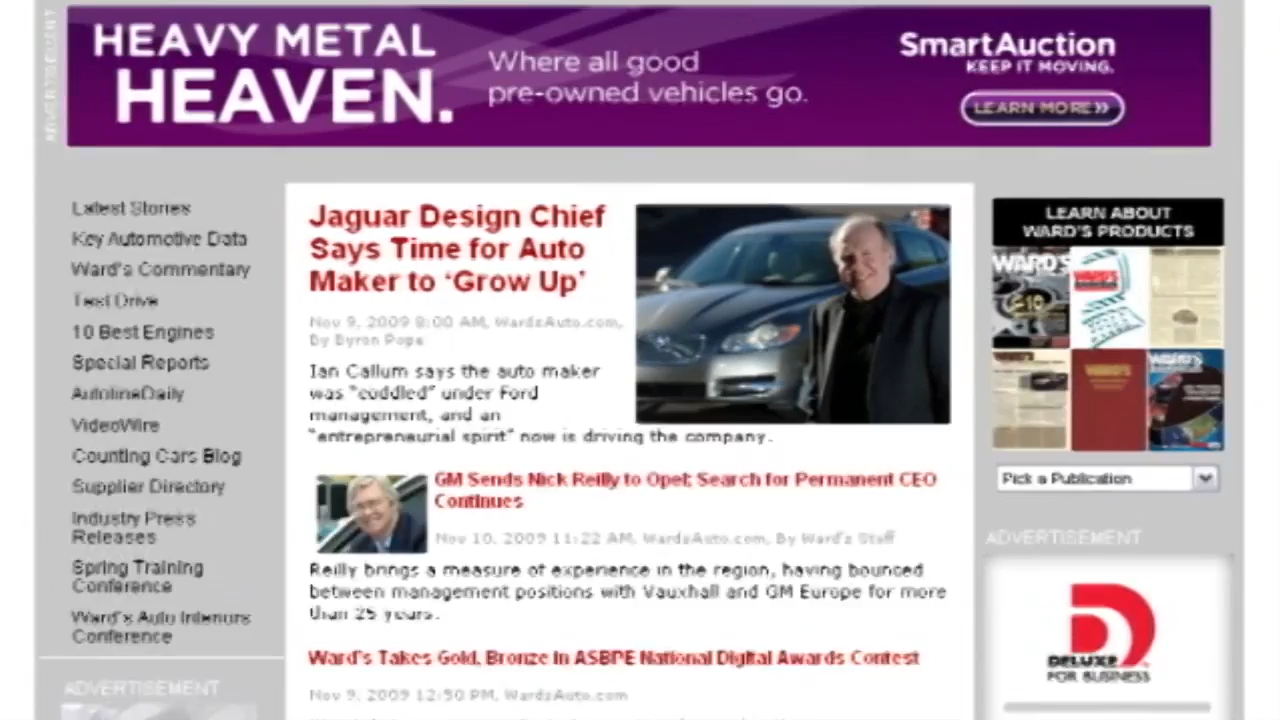 ADVERTISEMENT
HEAVY METAL
HEAVEN.
Where all good
pre-owned vehicles go.
SmartAuction
KEEP IT MOVING.
LEARN MORE»
Latest Stories
Key Automotive Data
Ward's Commentary
Test Drive
10 Best Engines
Special Reports
AutolineDaily
VideoWire
Counting Cars Blog
Supplier Directory
Industry Press
Releases
Spring Training
Conference
Ward's Auto Interiors
Conference
ADVERTISEMENT
Jaguar Design Chief
Says Time for Auto
Maker to ‘Grow Up’
Nov 9, 2009 8:00 AM, WardsAuto.com,
By Byron Pope
Ian Callum says the auto maker
was "coddled" under Ford
management, and an
"entrepreneurial spirit" now is driving the company.
GM Sends Nick Reilly to Opel; Search for Permanent CEO
Continues
Nov 10, 2009 11:22 AM, WardsAuto.com, By Ward's Staff
Reilly brings a measure of experience in the region, having bounced
between management positions with Vauxhall and GM Europe for more
than 25 years.
Ward's Takes Gold, Bronze in ASBPE National Digital Awards Contest
Nov 9, 2009 12:50 PM, WardsAuto.com
LEARN ABOUT
WARD'S PRODUCTS
WARD'S
Pick a Publication
ADVERTISEMENT
DELUXE
FOR BUSINESS